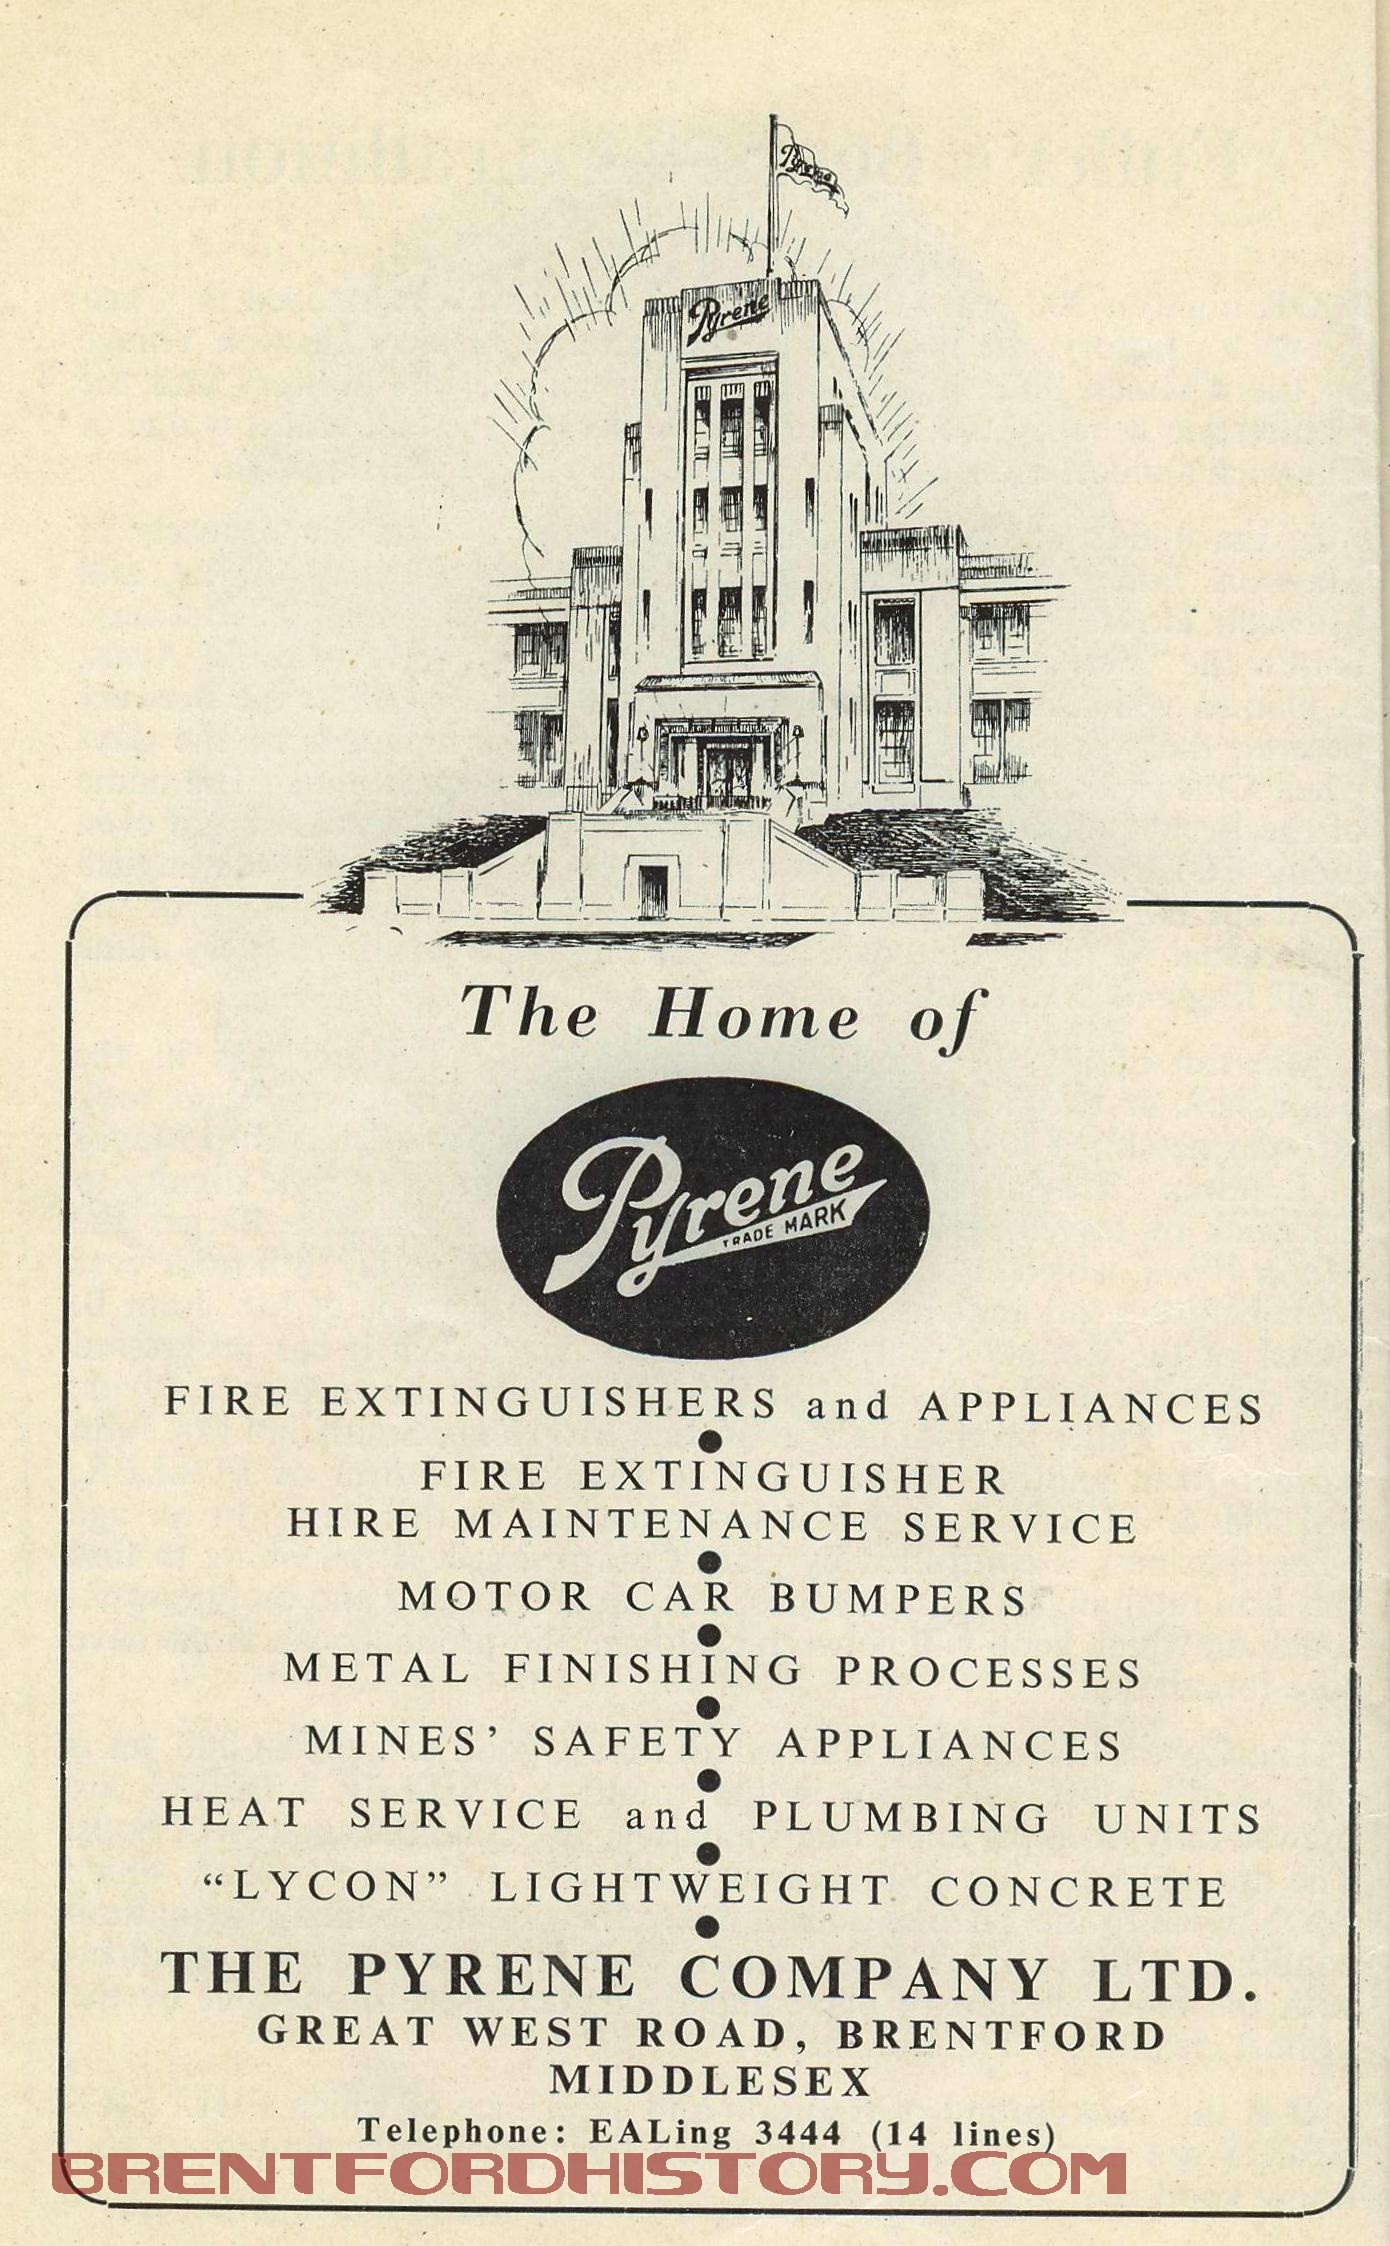 Pyrene
Pyrene
The Home of
Pyrene
TRADE MARK
FIRE EXTINGUISHERS and APPLIANCES
FIRE EXTINGUISHER
HIRE MAINTENANCE SERVICE
MOTOR CAR BUMPERS
METAL FINISHING PROCESSES
MINES’ SAFETY APPLIANCES
HEAT SERVICE and PLUMBING UNITS
“LYCON” LIGHTWEIGHT CONCRETE
THE PYRENE COMPANY LTD.
GREAT WEST ROAD, BRENTFORD
MIDDLESEX
Telephone: EALing 3444 (14 lines)
BRENTFORDHISTORY.COM